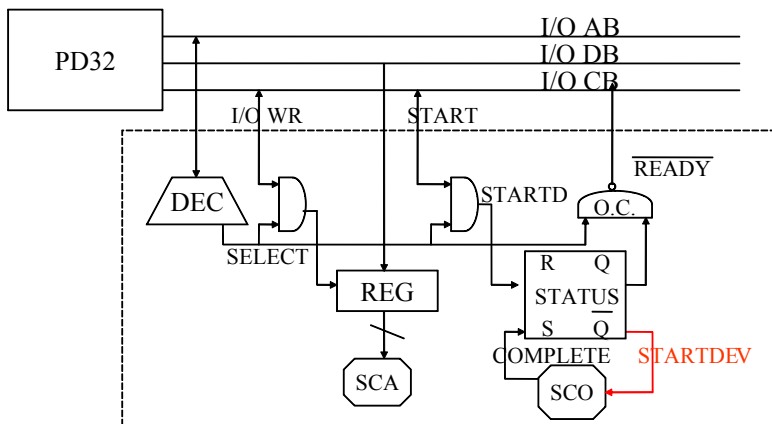 I/O AB
PD32
I/O DB
I/O CB
I/O WR
START
READY
DEC
STARTD
O.C.
SELECT
R Q
REG
STATUS
S Q
COMPLETE
STARTDEV
SCA
SCO